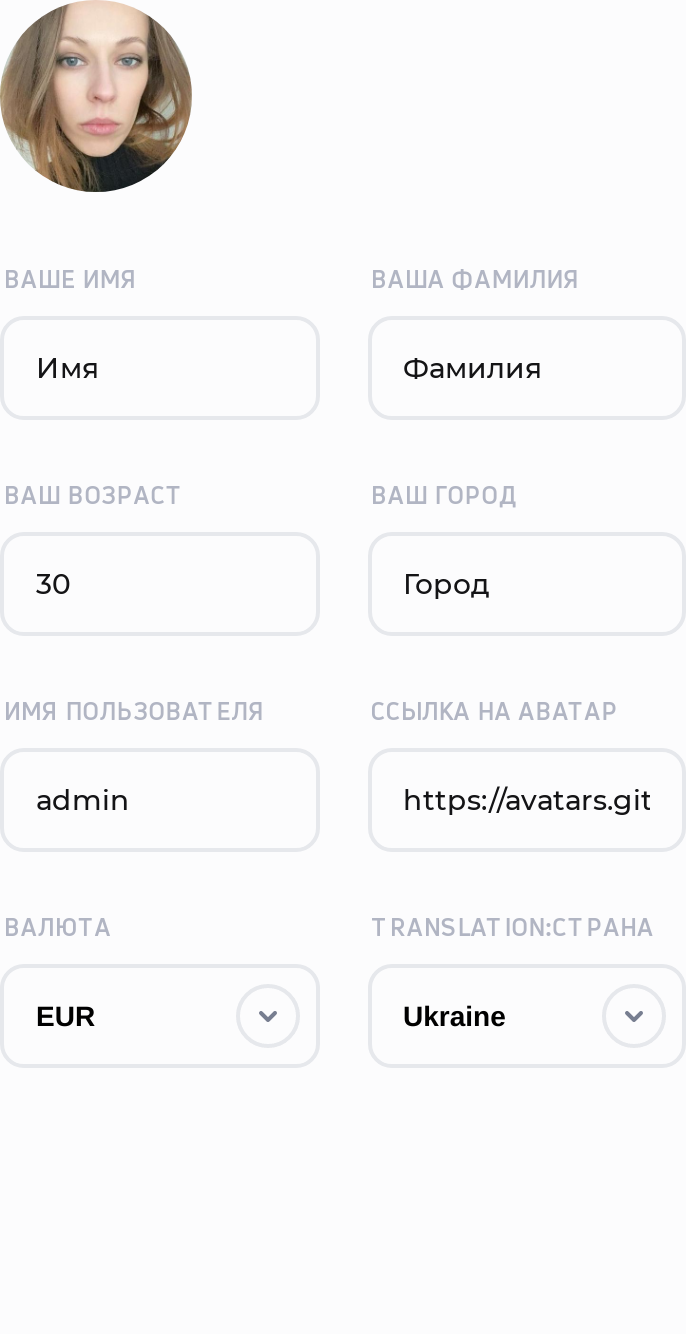 ВАШЕ ИМЯ
ВАША ФАМИЛИЯ
Имя
Фамилия
ВАШ ВОЗРАСТ
ВАШ ГОРОД
30
Город
ИМЯ ПОЛЬЗОВАТЕЛЯ
ССЫЛКА НА АВАТАР
admin
https://avatars.git
ВАЛЮТА
TRANSLATION:СТРАНА
EUR
Ukraine